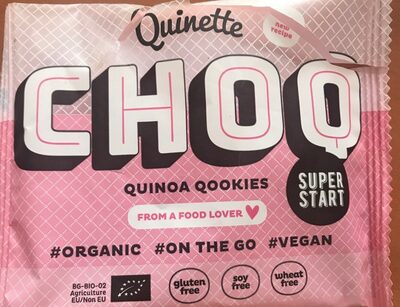 Quinette
new
recipe
CHOQ
QUINOA QOOKIES
SUPER
START
FROM A FOOD LOVER
#ORGANIC #ON THE GO #VEGAN
BG-BIO-02
Agriculture
EU/Non EU
gluten
free
soy
free
wheat
free